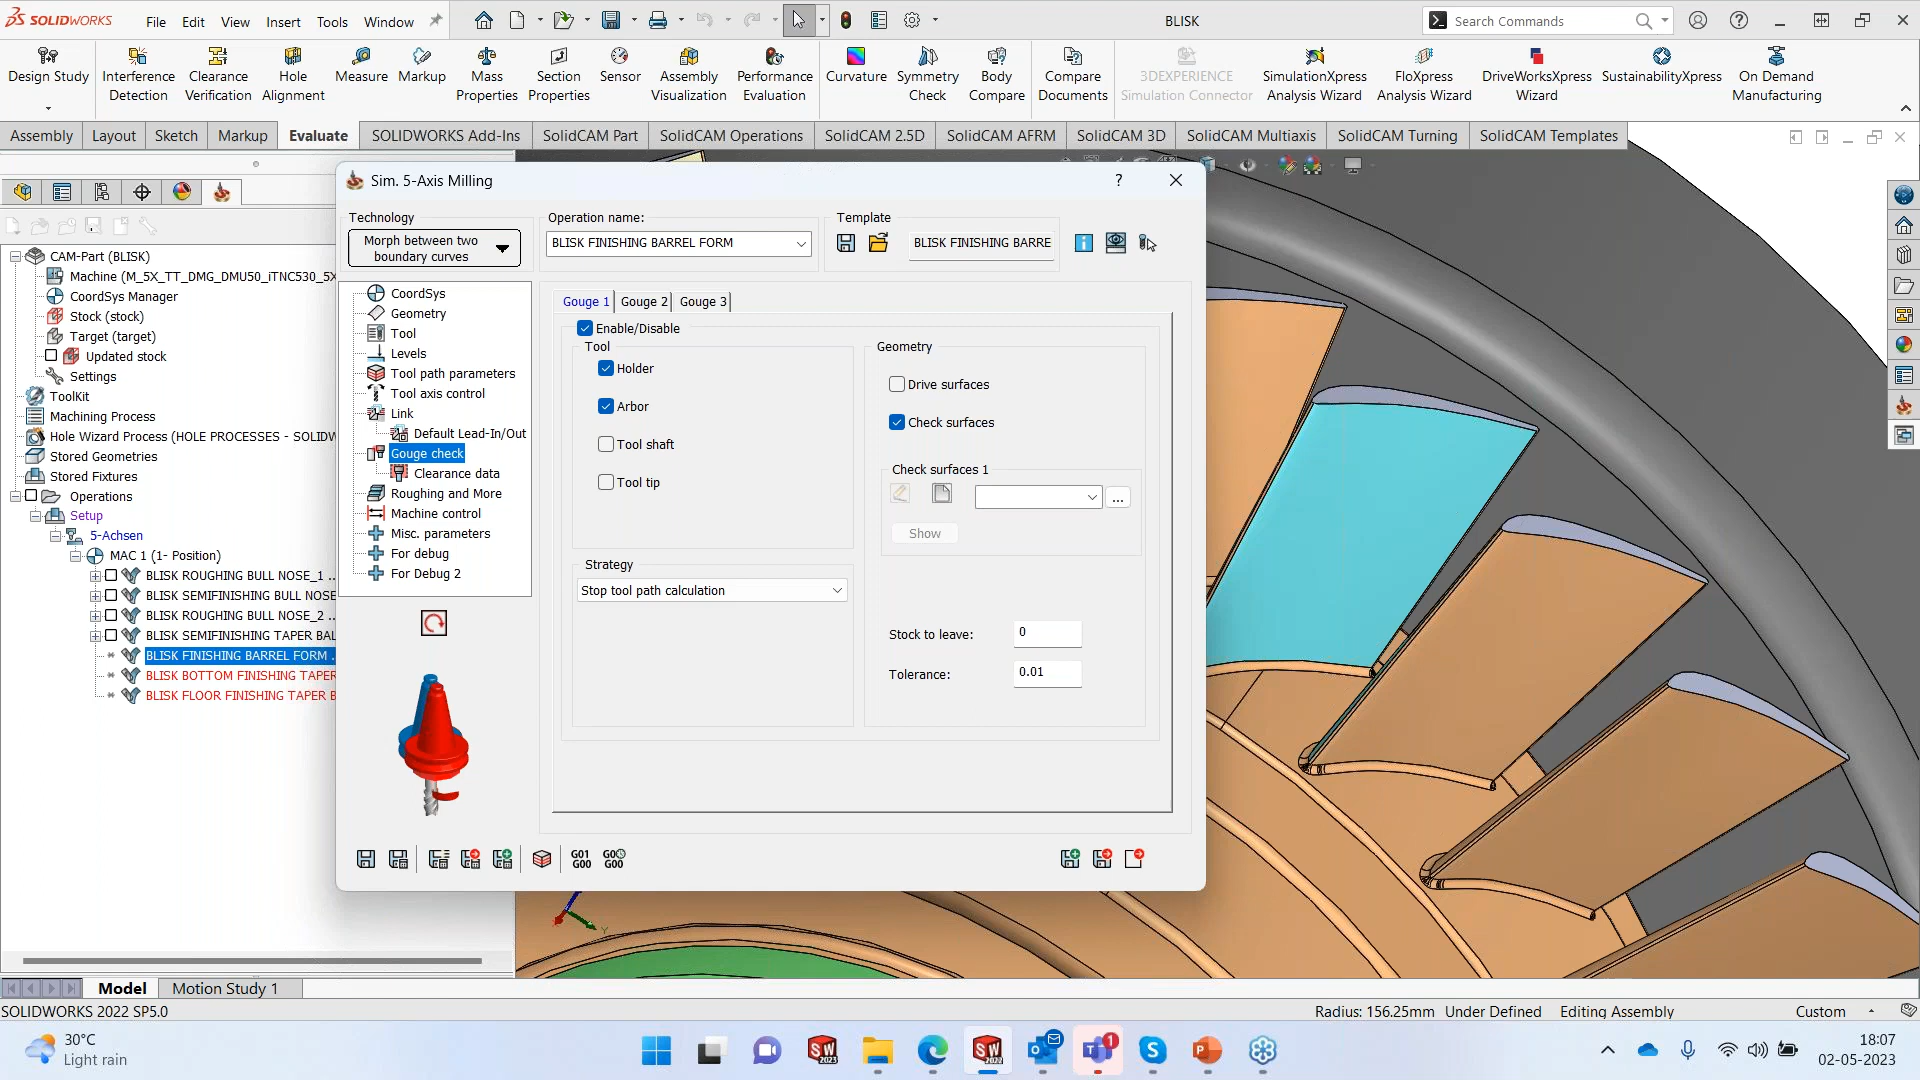 SOLIDWORKS
File
Edit
View
Insert
Tools
Window
BLISK
Search Commands
Design Study
Interference
Detection
Clearance
Verification
Hole
Alignment
Measure
Markup
Mass
Properties
Section
Properties
Sensor
Assembly
Visualization
Performance
Evaluation
Curvature
Symmetry
Check
Body
Compare
Compare
Documents
3DEXPERIENCE
Simulation Connector
SimulationXpress
Analysis Wizard
FloXpress
Analysis Wizard
DriveWorksXpress
Wizard
SustainabilityXpress
On Demand
Manufacturing
Assembly
Layout
Sketch
Markup
Evaluate
SOLIDWORKS Add-Ins
SolidCAM Part
SolidCAM Operations
SolidCAM 2.5D
SolidCAM AFRM
SolidCAM 3D
SolidCAM Multiaxis
SolidCAM Turning
SolidCAM Templates
CAM-Part (BLISK)
Machine (M_5X_TT_DMG_DMU50_iTNC530_5X
CoordSys Manager
Stock (stock)
Target (target)
Updated stock
Settings
ToolKit
Machining Process
Hole Wizard Process (HOLE PROCESSES - SOLIDW
Stored Geometries
Stored Fixtures
Operations
Setup
5-Achsen
MAC 1 (1- Position)
BLISK ROUGHING BULL NOSE_1 ..
BLISK SEMIFINISHING BULL NOSE
BLISK ROUGHING BULL NOSE_2 ..
BLISK SEMIFINISHING TAPER BAL
BLISK FINISHING BARREL FORM .
BLISK BOTTOM FINISHING TAPER
BLISK FLOOR FINISHING TAPER B
Sim. 5-Axis Milling
?
Technology
Morph between two
boundary curves
Operation name:
BLISK FINISHING BARREL FORM
Template
BLISK FINISHING BARRE
CoordSys
Geometry
Tool
Levels
Tool path parameters
Tool axis control
Link
Default Lead-In/Out
Gouge check
Clearance data
Roughing and More
Machine control
Misc. parameters
For debug
For Debug 2
Gouge 1
Gouge 2
Gouge 3
Enable/Disable
Tool
Holder
Arbor
Tool shaft
Tool tip
Strategy
Stop tool path calculation
Geometry
Drive surfaces
Check surfaces
Check surfaces 1
...
Show
Stock to leave:
0
Tolerance:
0.01
G01
G00
G00
Y
Model
Motion Study 1
SOLIDWORKS 2022 SP5.0
Radius: 156.25mm
Under Defined
Editing Assembly
Custom
30°C
Light rain
18:07
02-05-2023